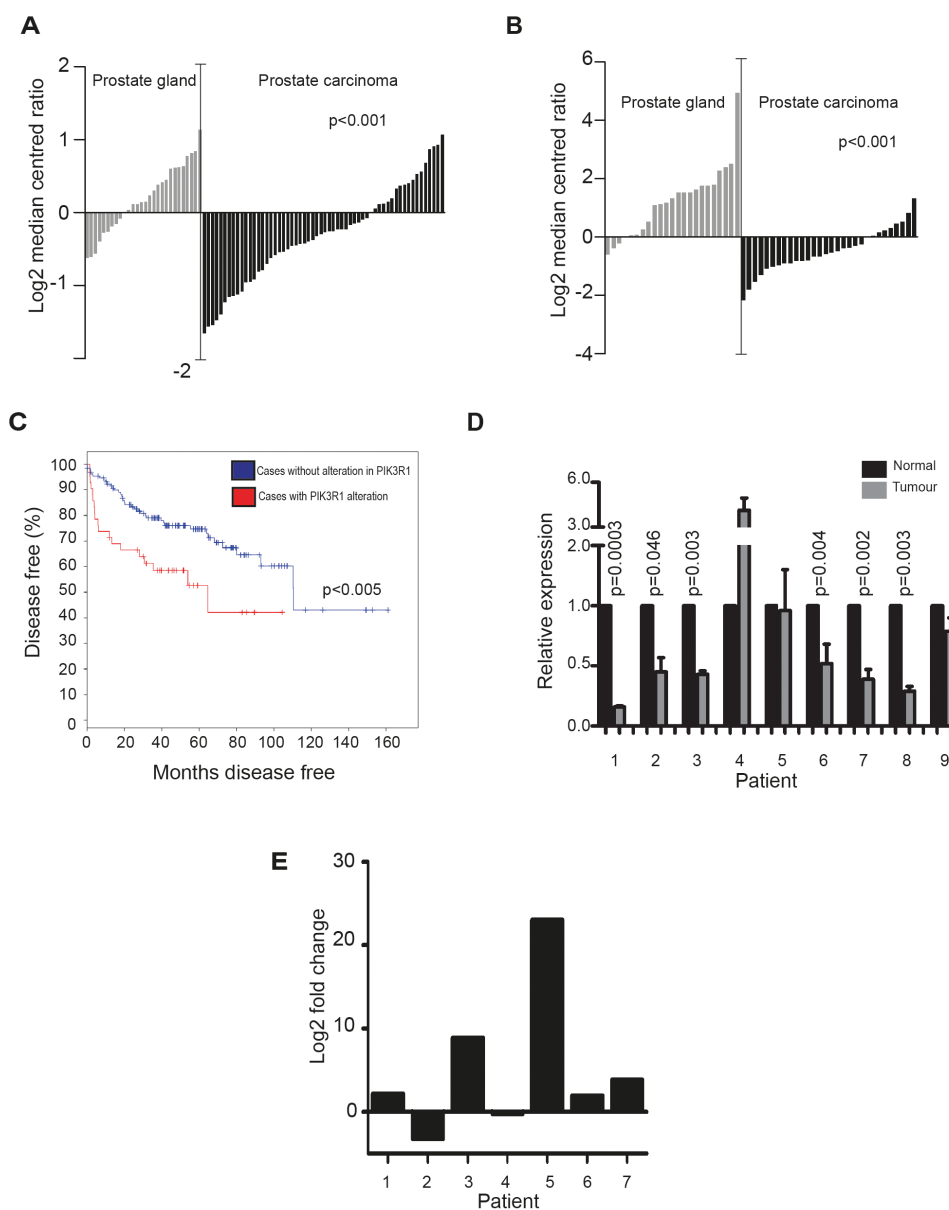 A
Log2 median centred ratio
2
1
0
-1
-2
Prostate gland
Prostate carcinoma
p<0.001
B
Log2 median centred ratio
6
4
2
0
-2
-4
Prostate gland
Prostate carcinoma
p<0.001
C
Disease free (%)
100
90
80
70
60
50
40
30
20
10
0
Cases without alteration in PIK3R1
Cases with PIK3R1 alteration
p<0.005
0 20 40 60 80 100 120 140 160
Months disease free
D
Normal
Tumour
Relative expression
6.0
3.0
2.0
1.0
0.5
0.0
p=0.0003
p=0.046
p=0.003
p=0.004
p=0.002
p=0.003
1 2 3 4 5 6 7 8 9
Patient
E
Log2 fold change
30
20
10
0
1 2 3 4 5 6 7
Patient